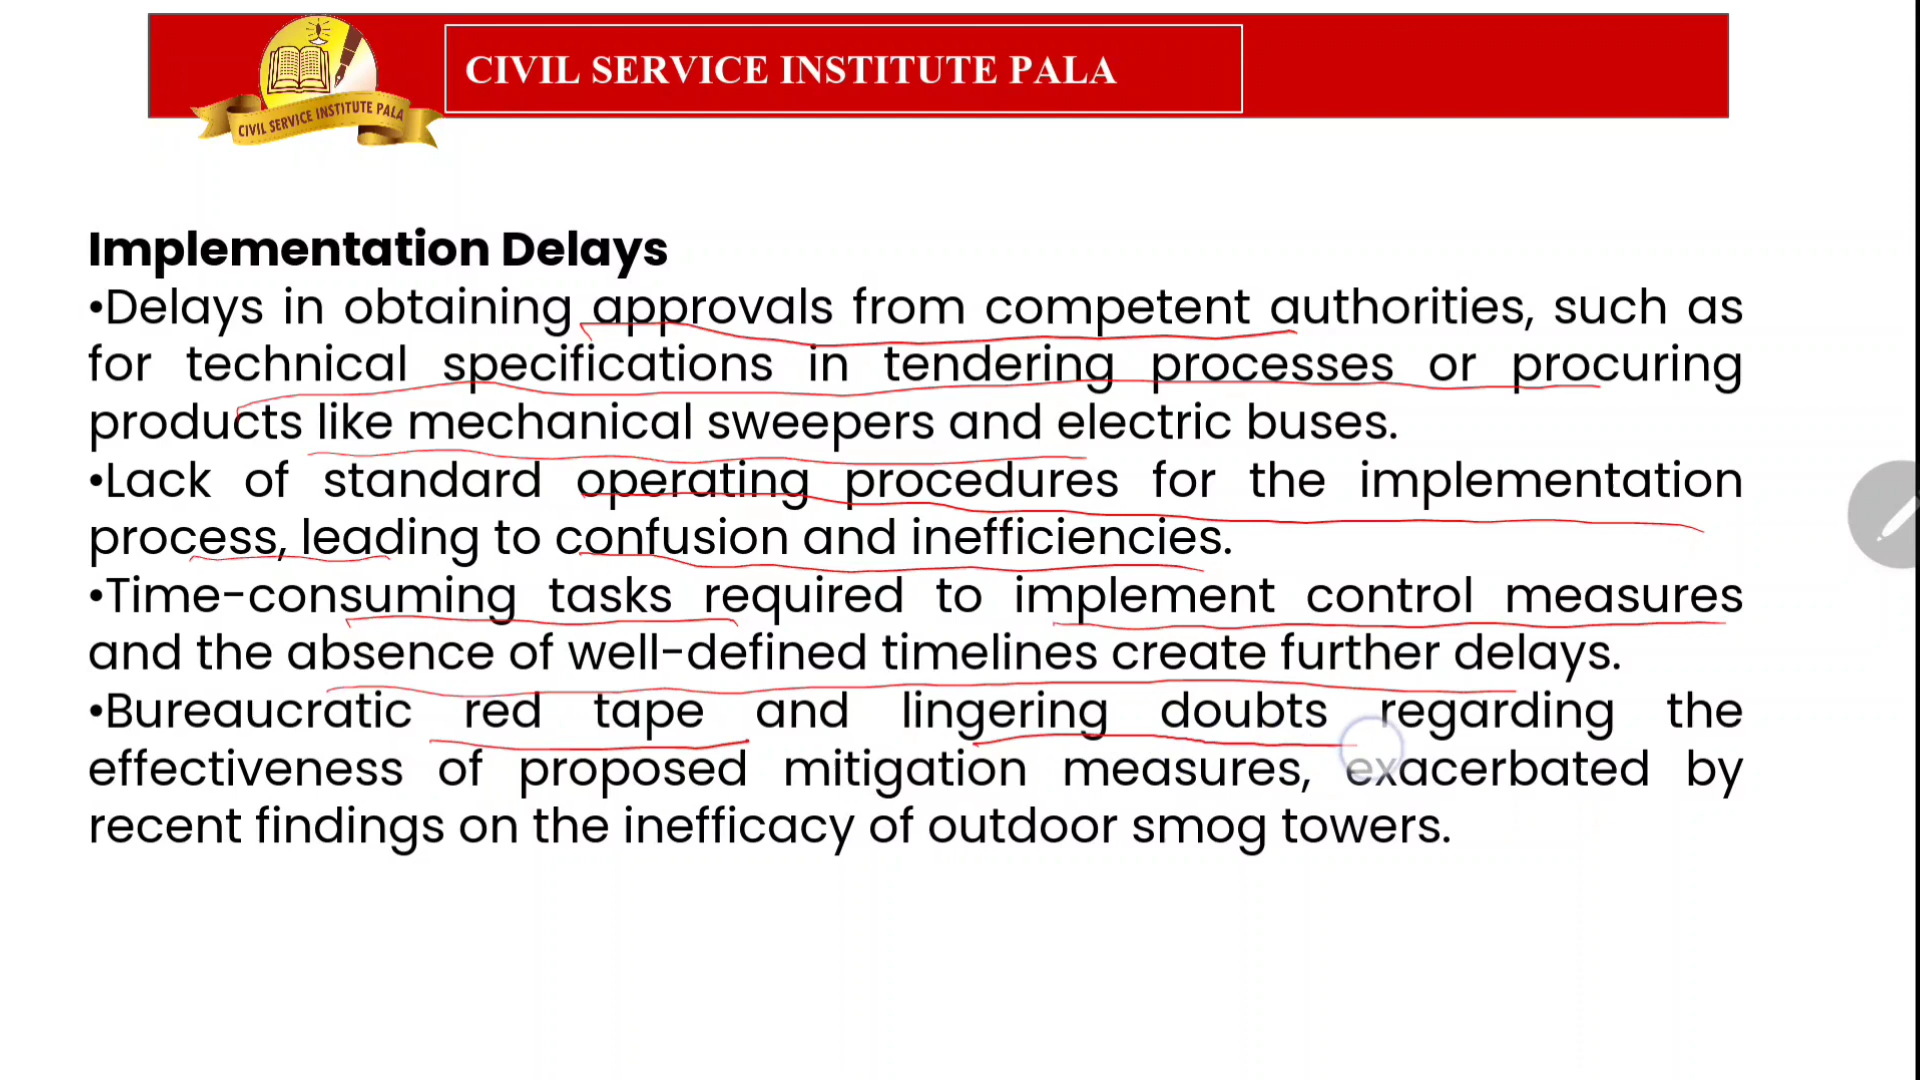 CIVIL SERVICE INSTITUTE PALA
CIVIL SERVICE INSTITUTE PALA
Implementation Delays
•Delays in obtaining approvals from competent authorities, such as
for technical specifications in tendering processes or procuring
products like mechanical sweepers and electric buses.
•Lack of standard operating procedures for the implementation
process, leading to confusion and inefficiencies.
•Time-consuming tasks required to implement control measures
and the absence of well-defined timelines create further delays.
•Bureaucratic red tape and lingering doubts regarding the
effectiveness of proposed mitigation measures, exacerbated by
recent findings on the inefficacy of outdoor smog towers.